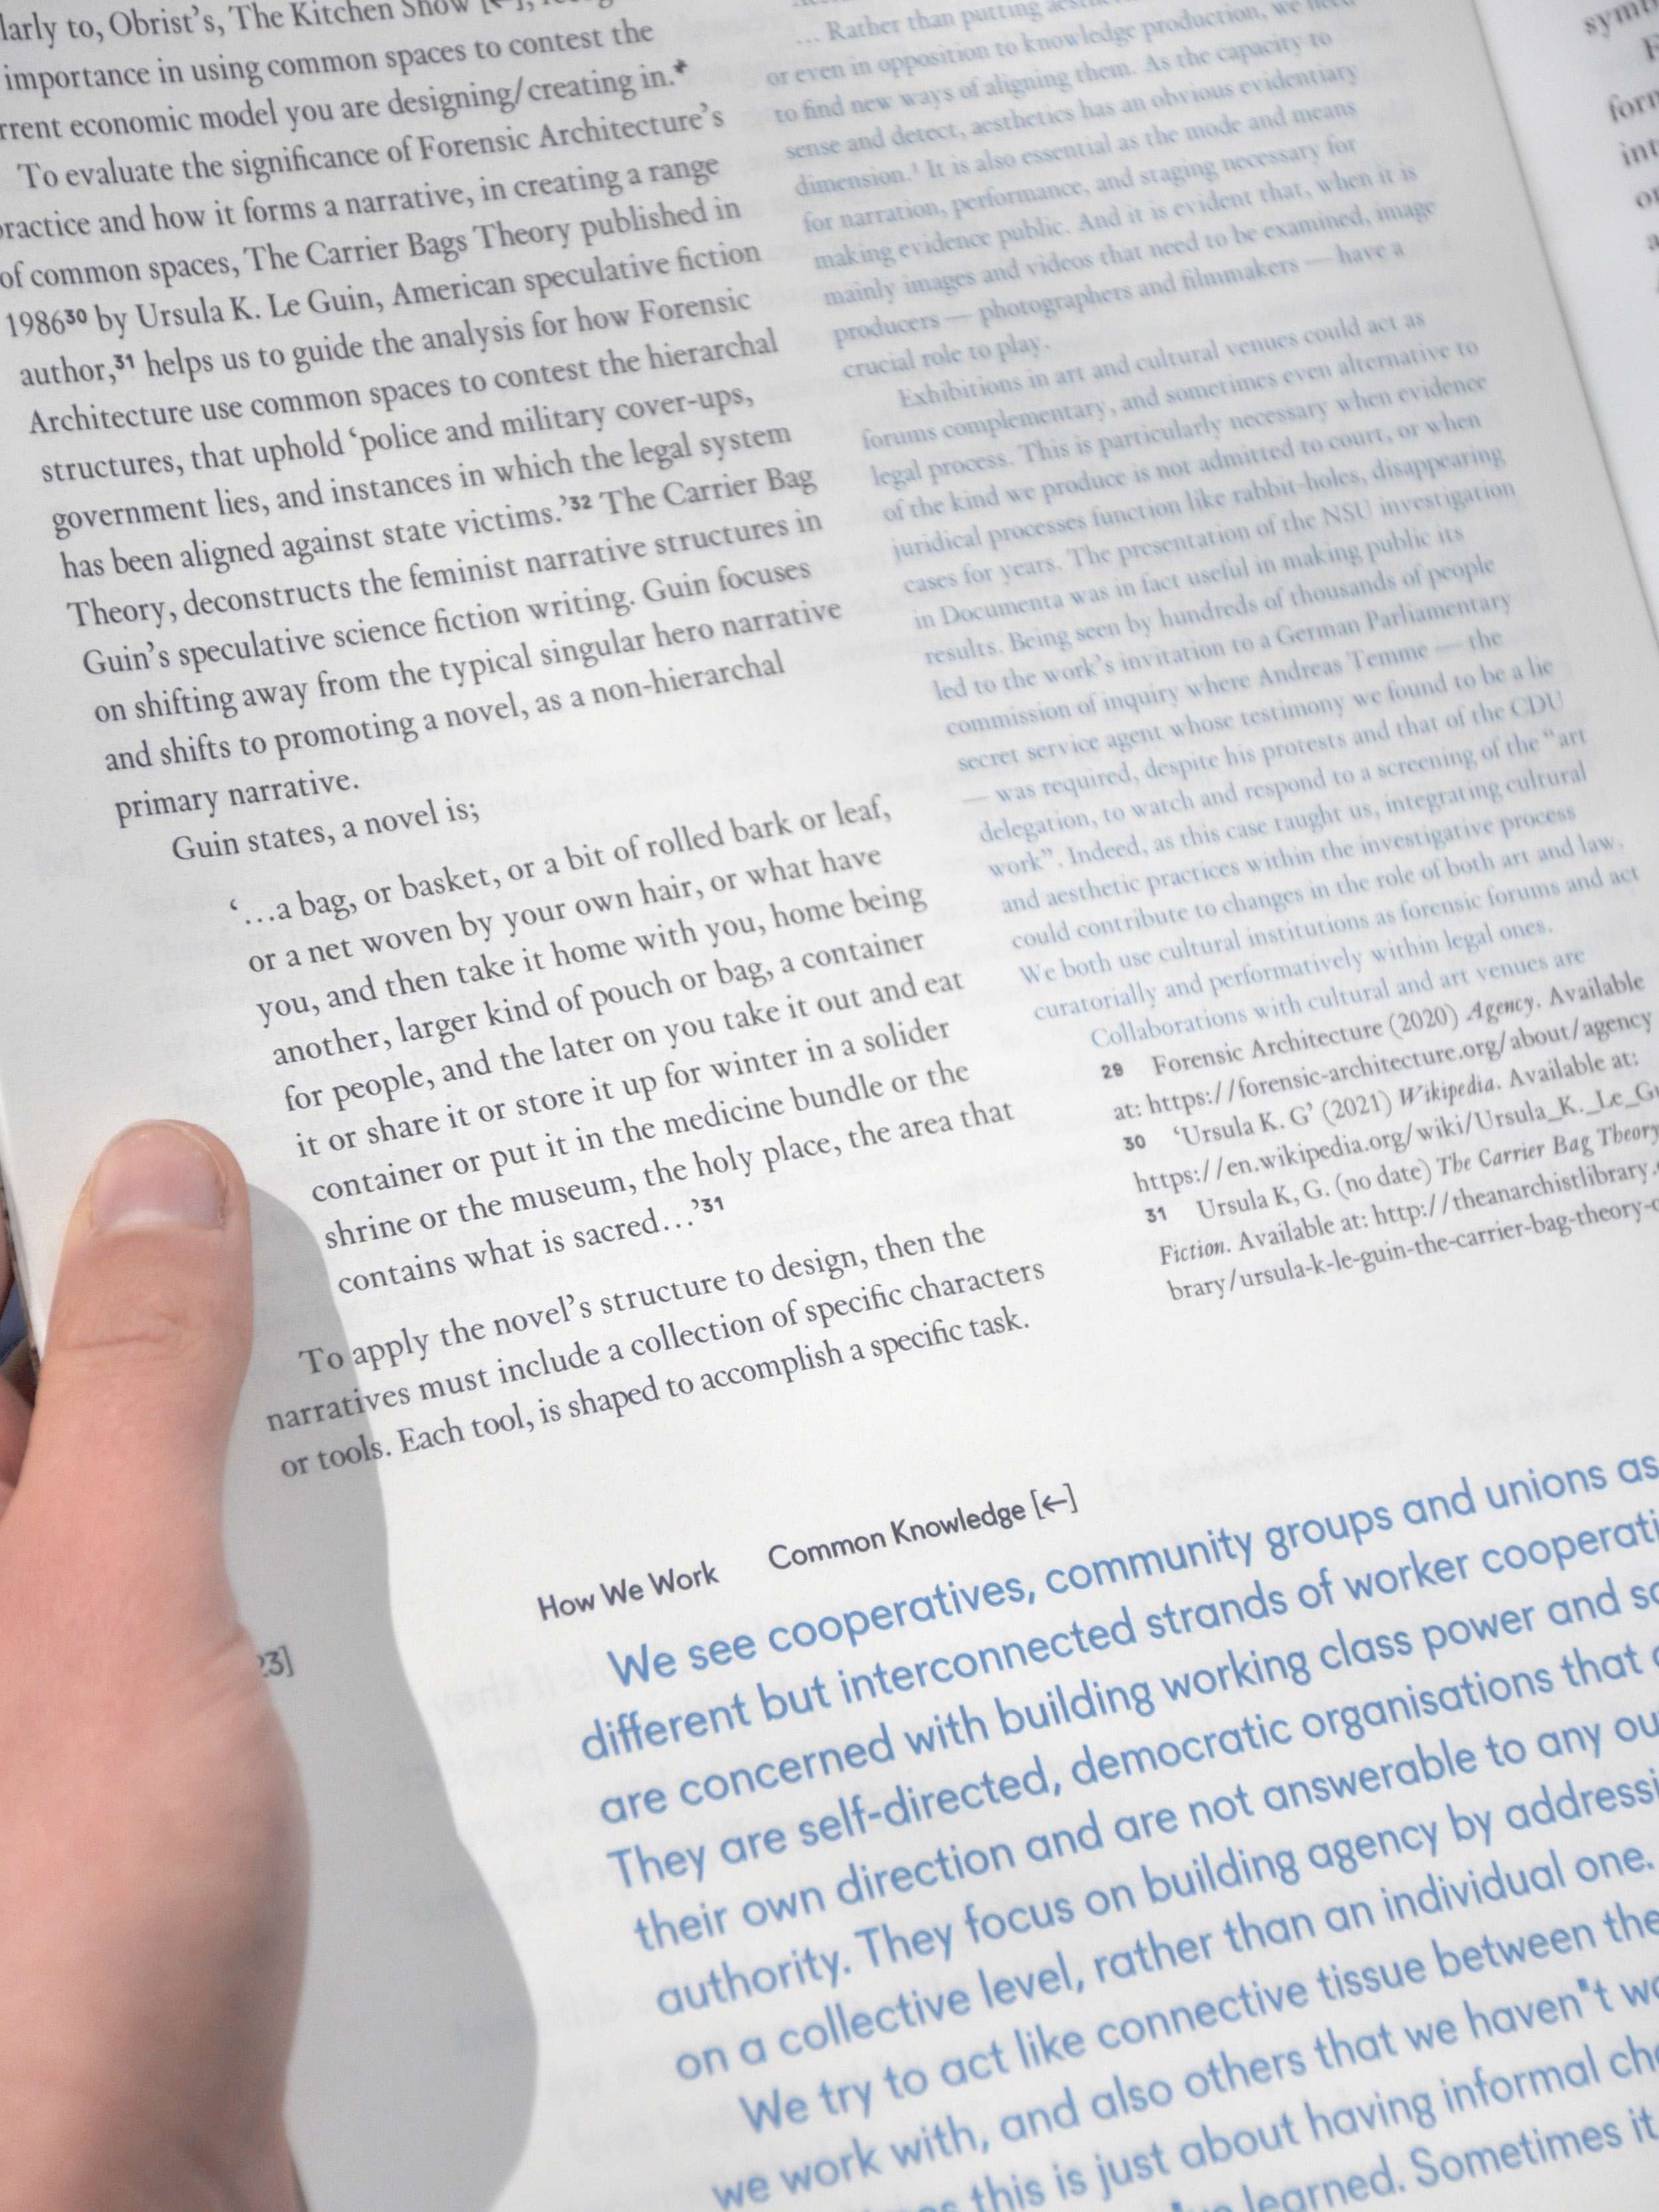 larly to, Obrist's, The Kitchen Show [←],
importance in using common spaces to contest the
rrent economic model you are designing/creating in.*
To evaluate the significance of Forensic Architecture's
practice and how it forms a narrative, in creating a range
of common spaces, The Carrier Bags Theory published in
1986³⁰ by Ursula K. Le Guin, American speculative fiction
author,³¹ helps us to guide the analysis for how Forensic
Architecture use common spaces to contest the hierarchal
structures, that uphold ‘police and military cover-ups,
government lies, and instances in which the legal system
has been aligned against state victims.’³² The Carrier Bag
Theory, deconstructs the feminist narrative structures in
Guin's speculative science fiction writing. Guin focuses
on shifting away from the typical singular hero narrative
and shifts to promoting a novel, as a non-hierarchal
primary narrative.
Guin states, a novel is;
‘…a bag, or basket, or a bit of rolled bark or leaf,
or a net woven by your own hair, or what have
you, and then take it home with you, home being
another, larger kind of pouch or bag, a container
for people, and the later on you take it out and eat
it or share it or store it up for winter in a solider
container or put it in the medicine bundle or the
shrine or the museum, the holy place, the area that
contains what is sacred…’³¹
To apply the novel's structure to design, then the
narratives must include a collection of specific characters
or tools. Each tool, is shaped to accomplish a specific task.
… Rather than putting
or even in opposition to knowledge production, we need
to find new ways of aligning them. As the capacity to
sense and detect, aesthetics has an obvious evidentiary
dimension.¹ It is also essential as the mode and means
for narration, performance, and staging necessary for
making evidence public. And it is evident that, when it is
mainly images and videos that need to be examined, image
producers — photographers and filmmakers — have a
crucial role to play.
Exhibitions in art and cultural venues could act as
forums complementary, and sometimes even alternative to
legal process. This is particularly necessary when evidence
of the kind we produce is not admitted to court, or when
juridical processes function like rabbit-holes, disappearing
cases for years. The presentation of the NSU investigation
in Documenta was in fact useful in making public its
results. Being seen by hundreds of thousands of people
led to the work's invitation to a German Parliamentary
commission of inquiry where Andreas Temme — the
secret service agent whose testimony we found to be a lie
— was required, despite his protests and that of the CDU
delegation, to watch and respond to a screening of the “art
work”. Indeed, as this case taught us, integrating cultural
and aesthetic practices within the investigative process
could contribute to changes in the role of both art and law.
We both use cultural institutions as forensic forums and act
curatorially and performatively within legal ones.
Collaborations with cultural and art venues are
29 Forensic Architecture (2020) Agency. Available
at: https://forensic-architecture.org/about/agency
30 ‘Ursula K. G’ (2021) Wikipedia. Available at:
https://en.wikipedia.org/wiki/Ursula_K._Le_Gu
31 Ursula K, G. (no date) The Carrier Bag Theory
Fiction. Available at: http://theanarchistlibrary.
brary/ursula-k-le-guin-the-carrier-bag-theory-o
symb
F
forn
int
23]
How We Work Common Knowledge [←]
We see cooperatives, community groups and unions as
different but interconnected strands of worker cooperati
are concerned with building working class power and so
They are self-directed, democratic organisations that
their own direction and are not answerable to any ou
authority. They focus on building agency by addressi
on a collective level, rather than an individual one.
We try to act like connective tissue between the
we work with, and also others that we haven't wo
this is just about having informal cha
learned. Sometimes it